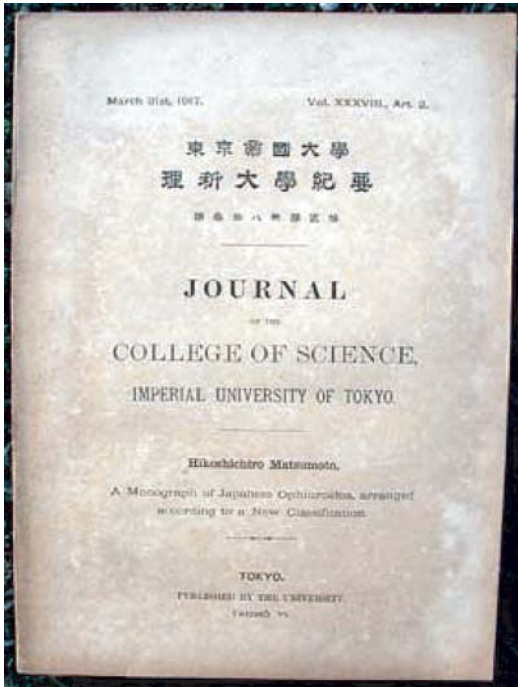 March 31st, 1917.
Vol. XXXVIII., Art. 2.
東京帝國大學
理科大學紀要
JOURNAL
OF THE
COLLEGE OF SCIENCE,
IMPERIAL UNIVERSITY OF TOKYO.
Hikoshichiro Matsumoto,
A Monograph of Japanese Ophiuroidea, arranged
according to a New Classification.
TOKYO.
PUBLISHED BY THE UNIVERSITY.